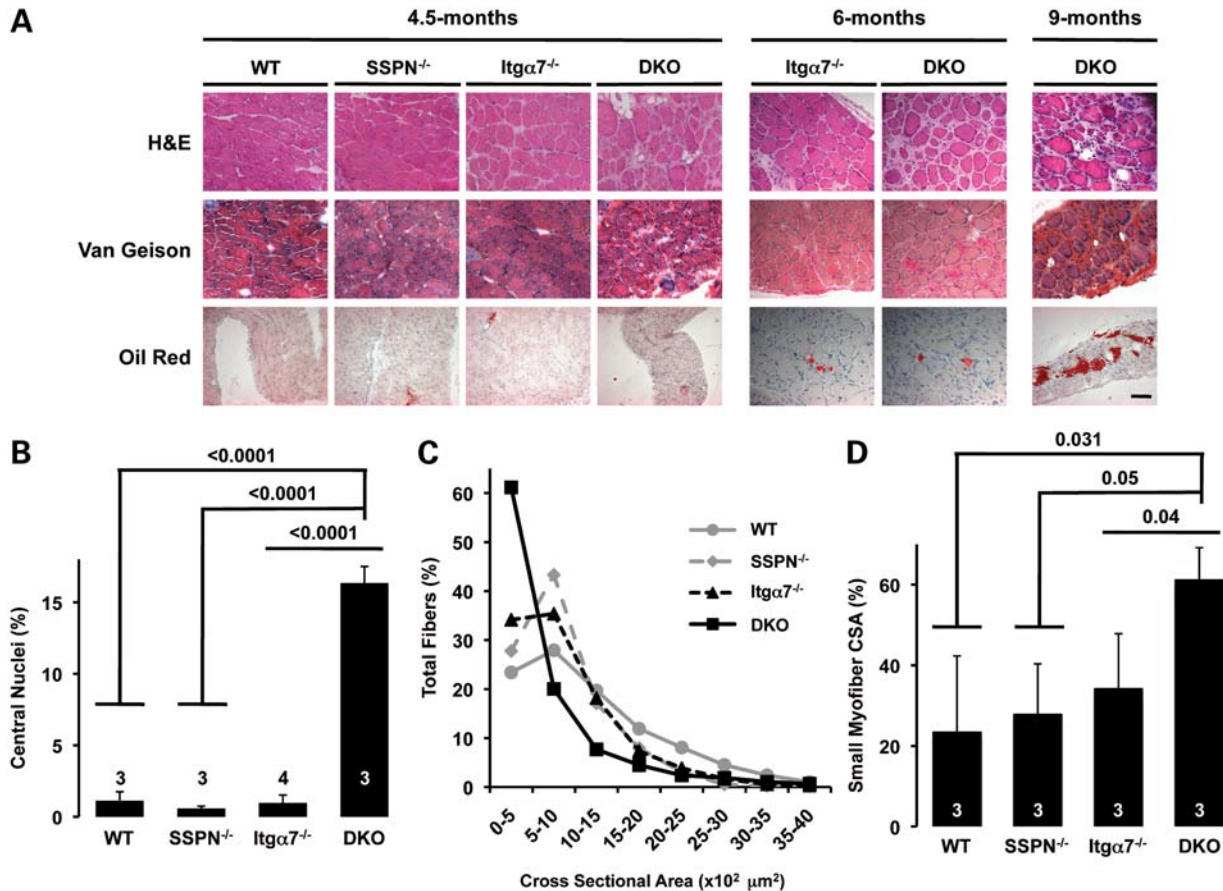 A
4.5-months 6-months 9-months
WT SSPN-/- Itgα7-/- DKO Itgα7-/- DKO DKO
H&E
Van Geison
Oil Red
B
<0.0001
<0.0001
<0.0001
Central Nuclei (%)
15
10
5
0
3 3 4 3
WT SSPN-/- Itgα7-/- DKO
C
Total Fibers (%)
60
50
40
30
20
10
0
WT
SSPN-/-
Itgα7-/-
DKO
0-5 5-10 10-15 15-20 20-25 25-30 30-35 35-40
Cross Sectional Area (x10² µm²)
D
0.031
0.05
0.04
Small Myofiber CSA (%)
60
40
20
0
3 3 3 3
WT SSPN-/- Itgα7-/- DKO